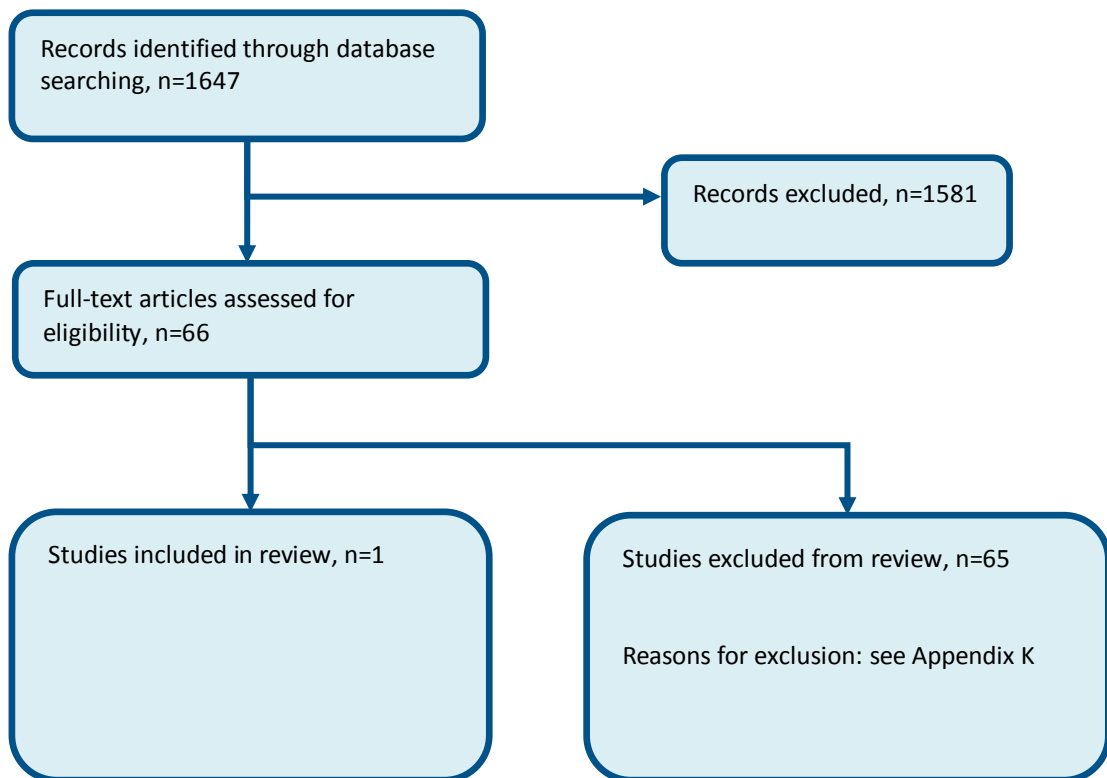 Records identified through database
searching, n=1647
Records excluded, n=1581
Full-text articles assessed for
eligibility, n=66
Studies included in review, n=1
Studies excluded from review, n=65
Reasons for exclusion: see Appendix K